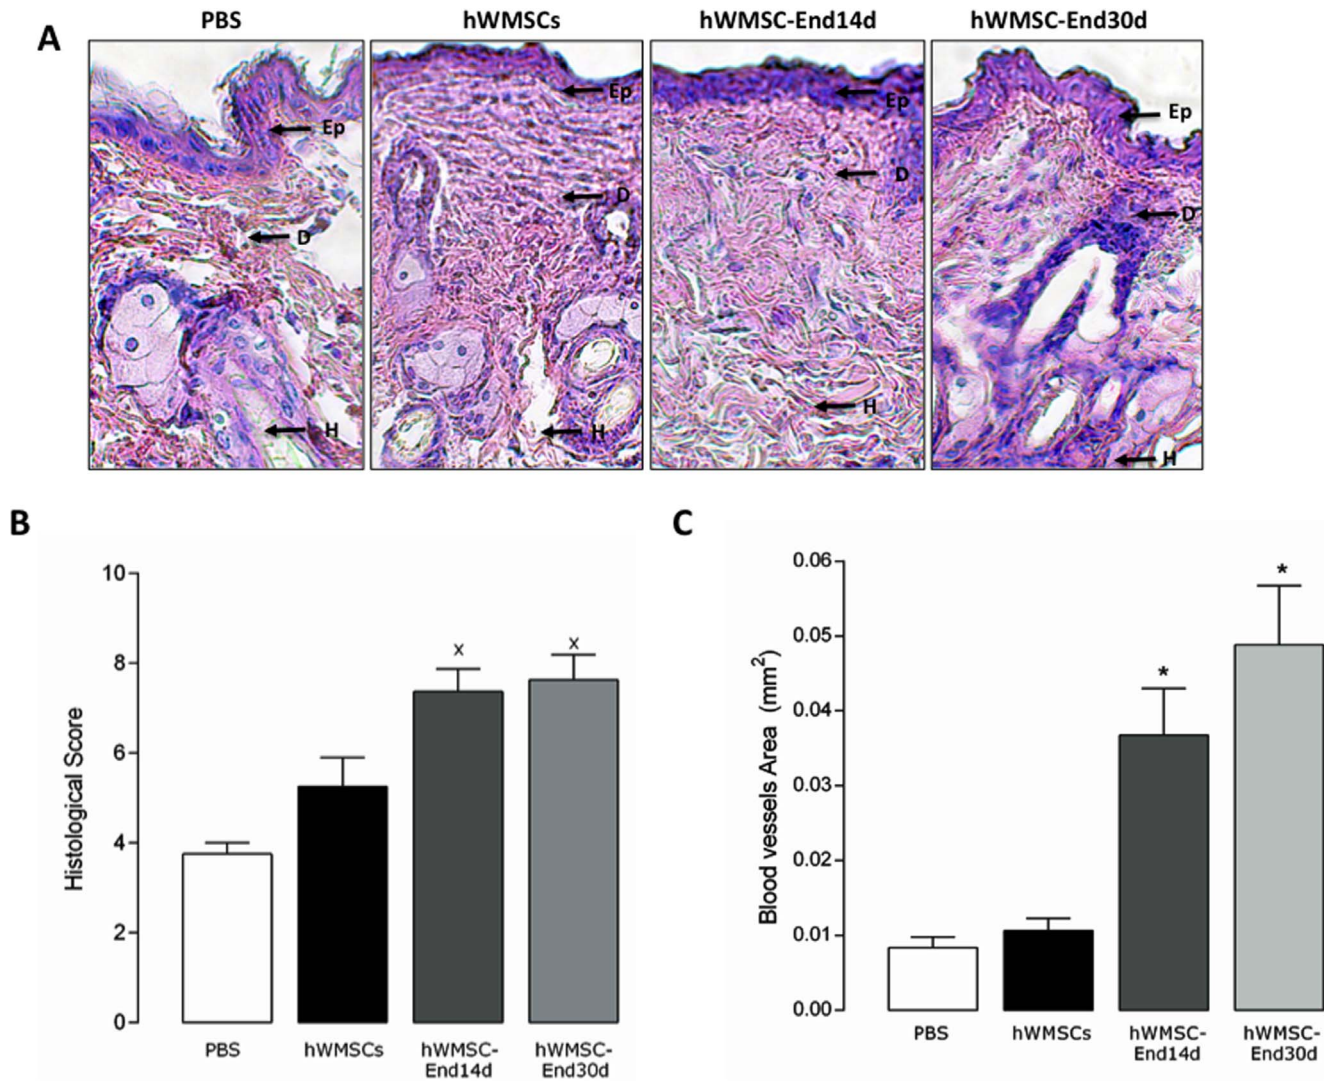 PBS hWMSCs hWMSC-End14d hWMSC-End30d
A
Ep Ep Ep Ep
D D D D
H H H H
B
10
8
6
4
2
0
Histological Score
x x
PBS hWMSCs hWMSC- hWMSC-
End14d End30d
C
0.06
0.05
0.04
0.03
0.02
0.01
0.00
Blood vessels Area (mm²)
* *
PBS hWMSCs hWMSC- hWMSC-
End14d End30d